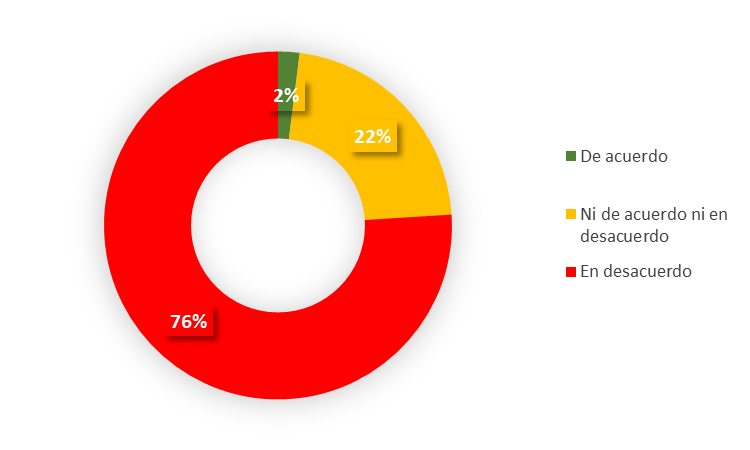 2%
22%
76%
De acuerdo
Ni de acuerdo ni en
desacuerdo
En desacuerdo